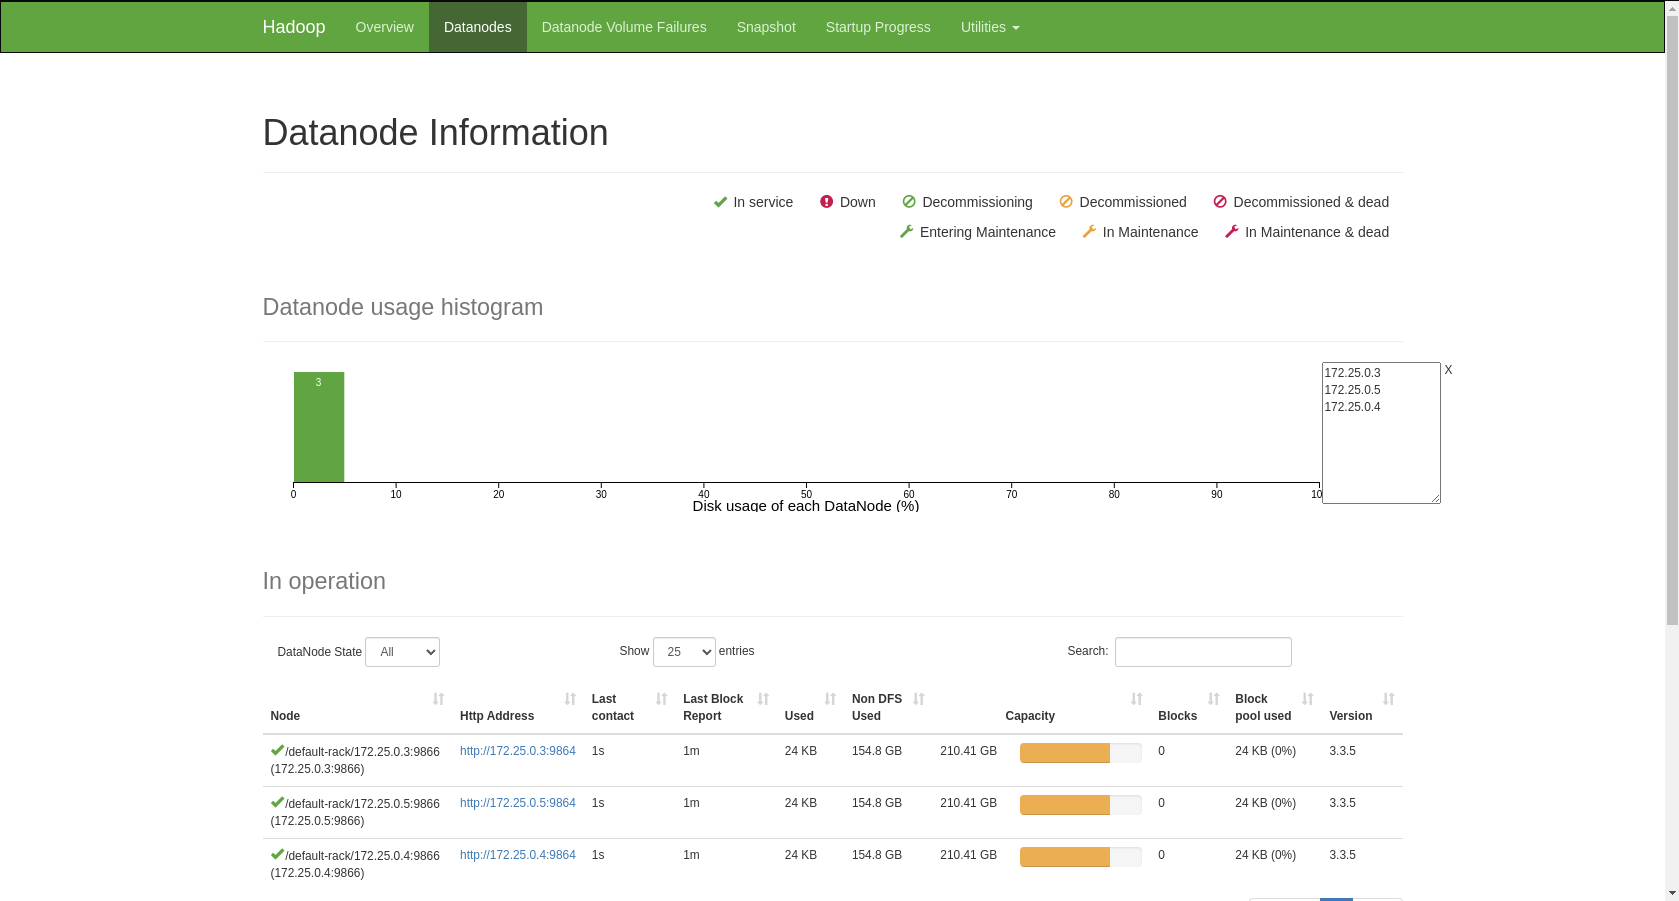 Hadoop Overview Datanodes Datanode Volume Failures Snapshot Startup Progress Utilities
Datanode Information
In service Down Decommissioning Decommissioned Decommissioned & dead
Entering Maintenance In Maintenance In Maintenance & dead
Datanode usage histogram
3
172.25.0.3 X
172.25.0.5
172.25.0.4
0 10 20 30 40 50 60 70 80 90 10
Disk usage of each DataNode (%)
In operation
DataNode State All Show 25 entries Search:
Node Http Address Last contact Last Block Report Used Non DFS Used Capacity Blocks Block pool used Version
/default-rack/172.25.0.3:9866 http://172.25.0.3:9864 1s 1m 24 KB 154.8 GB 210.41 GB 0 24 KB (0%) 3.3.5
(172.25.0.3:9866)
/default-rack/172.25.0.5:9866 http://172.25.0.5:9864 1s 1m 24 KB 154.8 GB 210.41 GB 0 24 KB (0%) 3.3.5
(172.25.0.5:9866)
/default-rack/172.25.0.4:9866 http://172.25.0.4:9864 1s 1m 24 KB 154.8 GB 210.41 GB 0 24 KB (0%) 3.3.5
(172.25.0.4:9866)